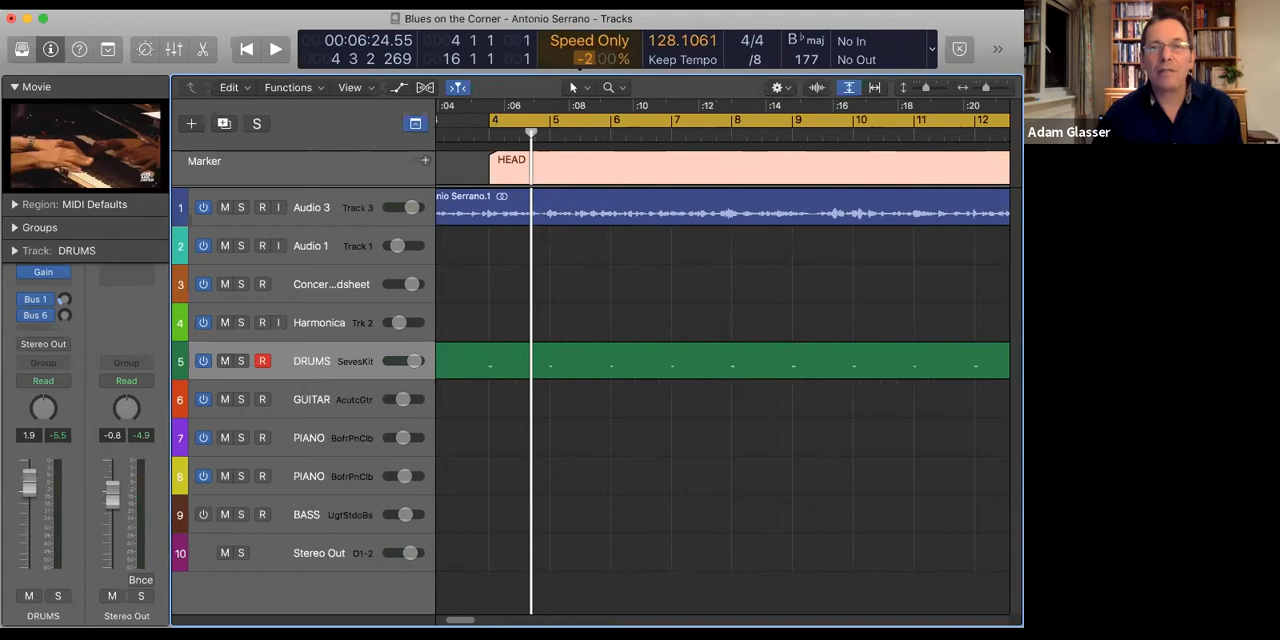 Blues on the Corner - Antonio Serrano - Tracks
00:06:24.55
4 3 2 269
4 1 1 1
16 1 1 1
Speed Only
-2.00 %
128.1061
Keep Tempo
4/4
/8
B♭maj
177
No In
No Out
Movie
Region: MIDI Defaults
Groups
Track: DRUMS
Gain
Bus 1
Bus 6
Stereo Out
Group Group
Read Read
1.9 -5.5 -0.8 -4.9
Bnce
M S M S
DRUMS Stereo Out
Edit Functions View
S
:04 :06 :08 :10 :12 :14 :16 :18 :20
4 5 6 7 8 9 10 11 12
Marker
HEAD
nio Serrano.1
1 M S R I Audio 3 Track 3
2 M S R I Audio 1 Track 1
3 M S R Concer...dsheet
4 M S R I Harmonica Trk 2
5 M S R DRUMS SevesKit
6 M S R GUITAR AcutcGtr
7 M S R PIANO BofrPnClb
8 M S R PIANO BofrPnClb
9 M S R BASS UgtStdoBs
10 M S Stereo Out O1-2
Adam Glasser